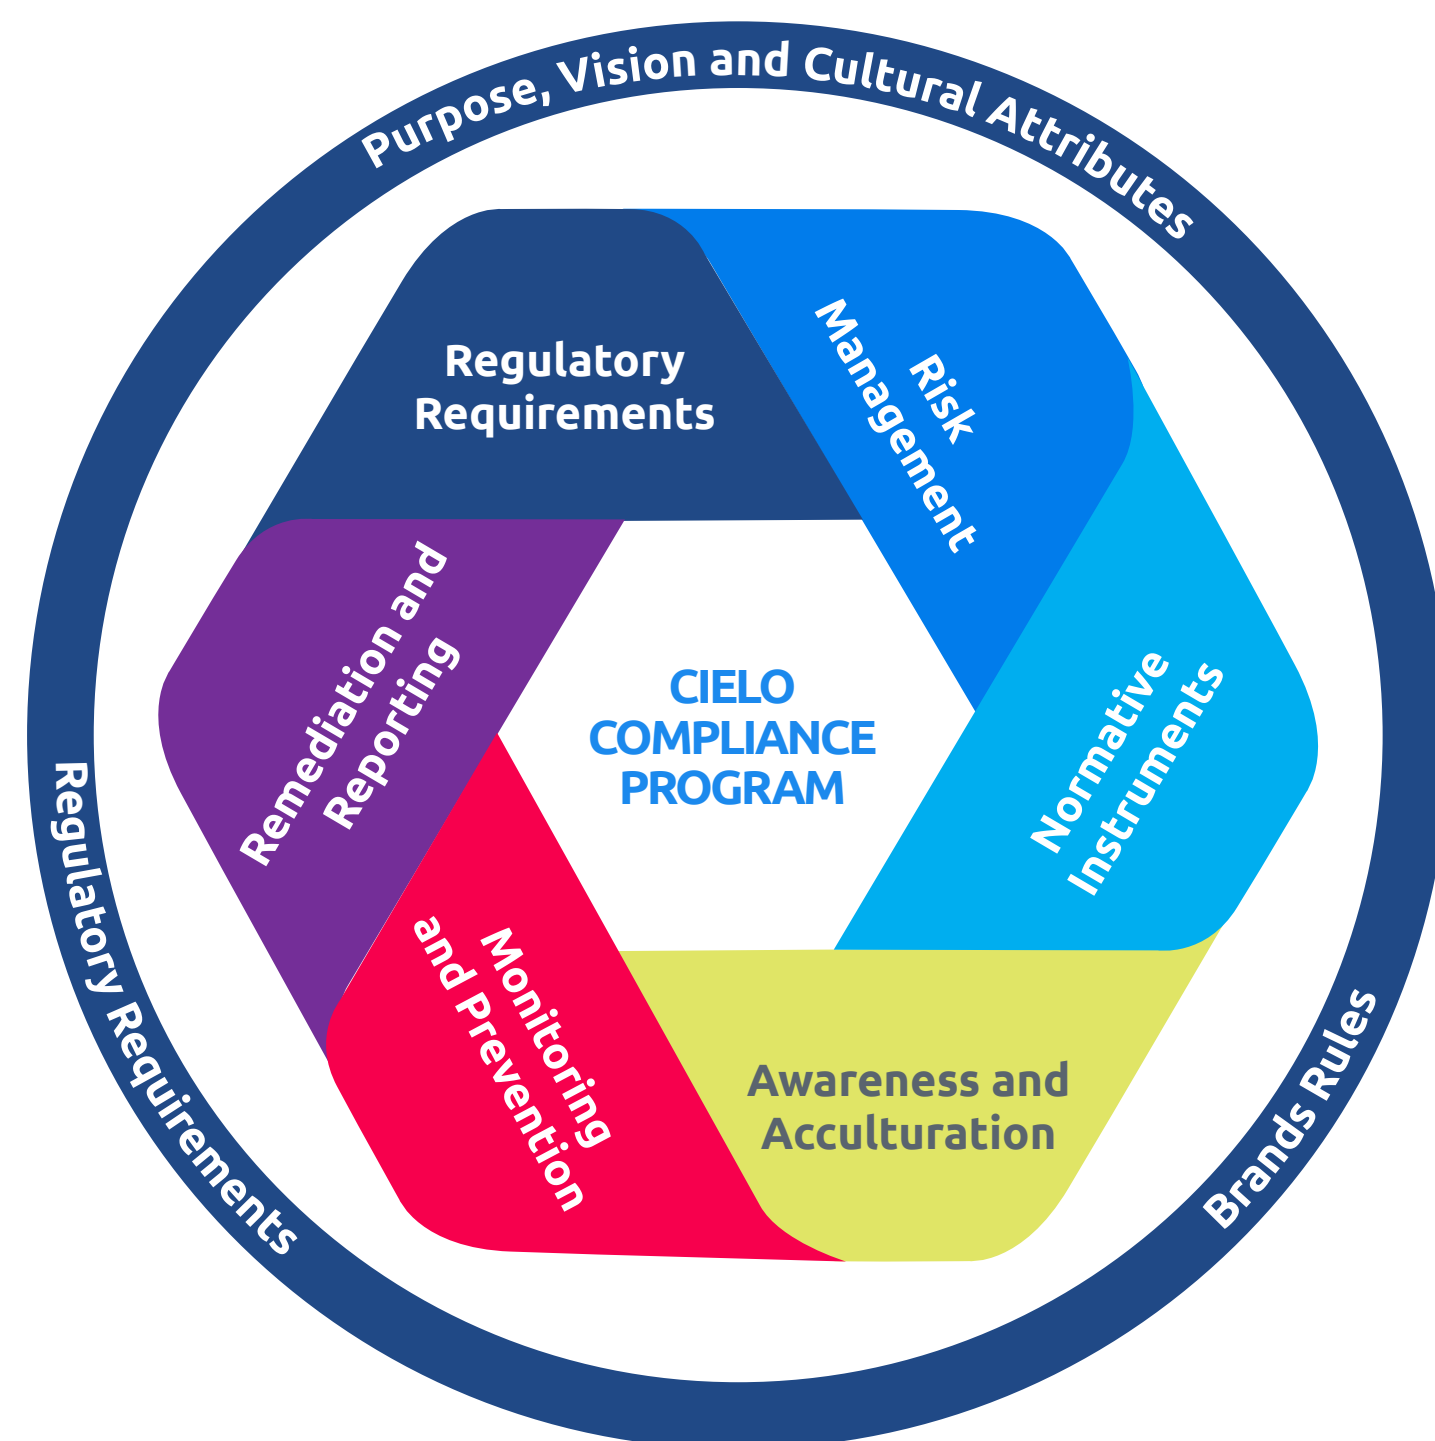 Purpose, Vision and Cultural Attributes
Regulatory
Requirements
Risk
Management
Normative
Instruments
Awareness and
Acculturation
Monitoring
and Prevention
Remediation and
Reporting
CIELO
COMPLIANCE
PROGRAM
Regulatory Requirements
Brands Rules